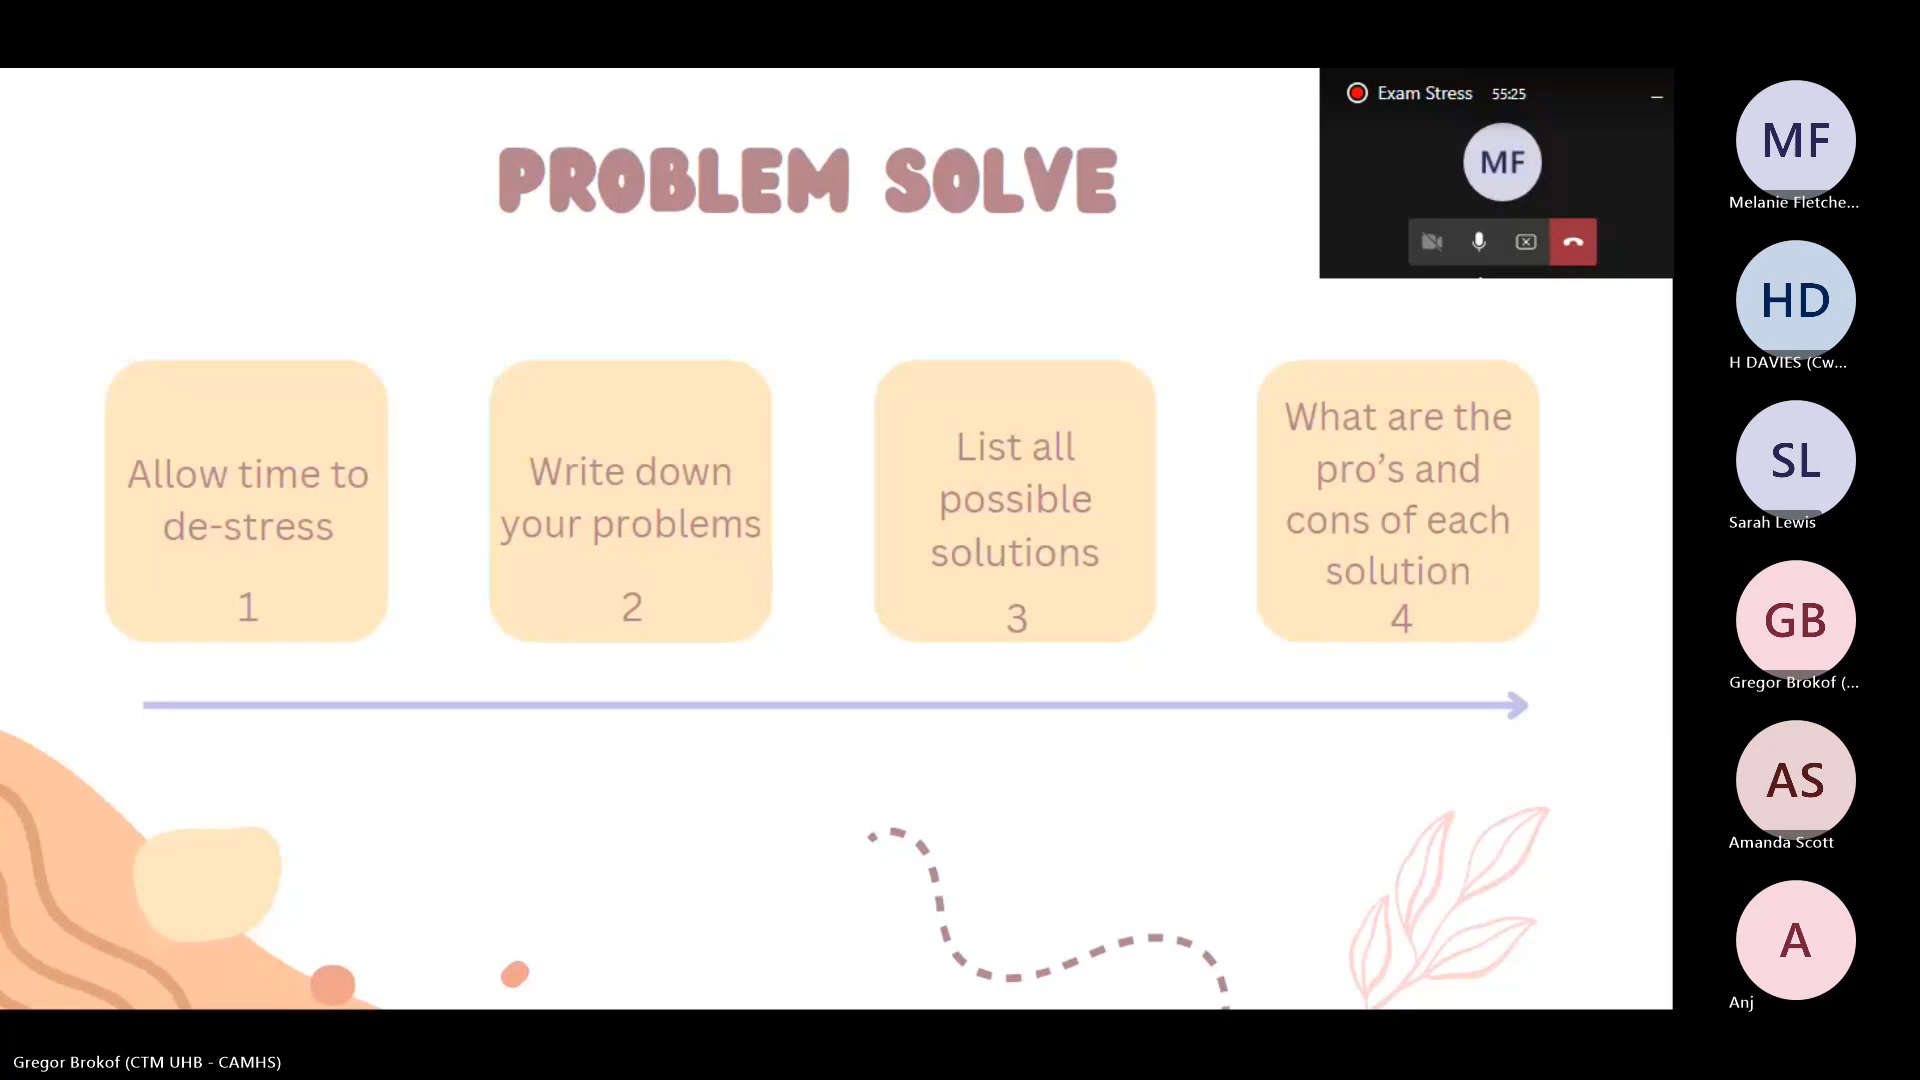 PROBLEM SOLVE
Exam Stress 55:25
MF
Allow time to
de-stress
1
Write down
your problems
2
List all
possible
solutions
3
What are the
pro’s and
cons of each
solution
4
MF
Melanie Fletche...
HD
H DAVIES (Cw...
SL
Sarah Lewis
GB
Gregor Brokof (...
AS
Amanda Scott
A
Anj
Gregor Brokof (CTM UHB - CAMHS)